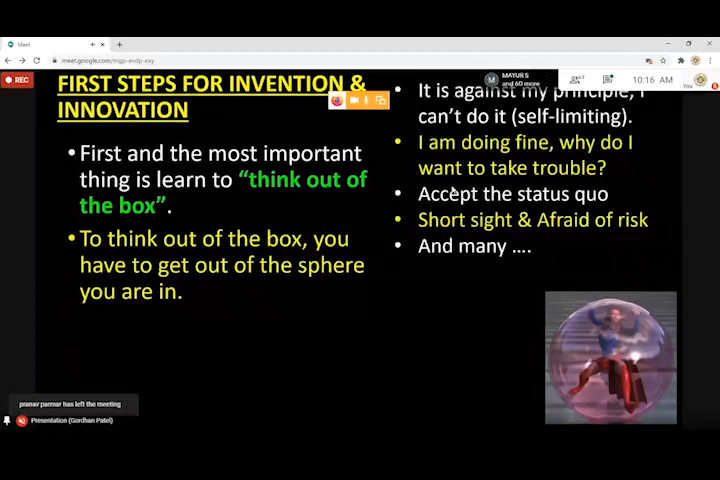 Meet
meet.google.com/mgp-evdp-exy
REC
MAYUR S
and 60 more
M
63
10:16 AM
You
FIRST STEPS FOR INVENTION &
INNOVATION
• First and the most important
thing is learn to “think out of
the box”.
• To think out of the box, you
have to get out of the sphere
you are in.
• It is against my principle, I
can’t do it (self-limiting).
• I am doing fine, why do I
want to take trouble?
• Accept the status quo
• Short sight & Afraid of risk
• And many ….
pranav parmar has left the meeting
Presentation (Gordhan Patel)